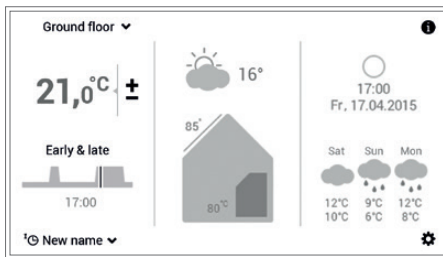 Ground floor
21,0°C ±
Early & late
17:00
16°
85°
80°C
17:00
Fr, 17.04.2015
Sat Sun Mon
12°C 9°C 12°C
10°C 6°C 8°C
New name